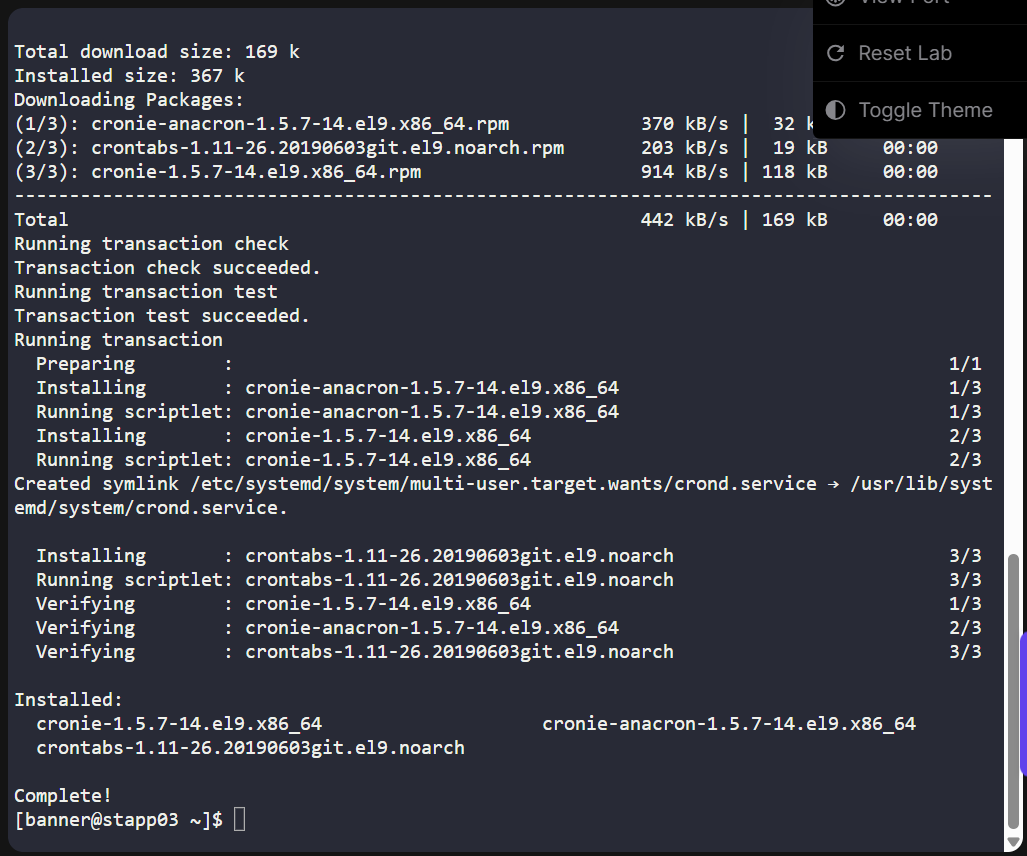 View Port
Reset Lab
Toggle Theme
Total download size: 169 k
Installed size: 367 k
Downloading Packages:
(1/3): cronie-anacron-1.5.7-14.el9.x86_64.rpm 370 kB/s | 32 k
(2/3): crontabs-1.11-26.20190603git.el9.noarch.rpm 203 kB/s | 19 kB 00:00
(3/3): cronie-1.5.7-14.el9.x86_64.rpm 914 kB/s | 118 kB 00:00
--------------------------------------------------------------------------------
Total 442 kB/s | 169 kB 00:00
Running transaction check
Transaction check succeeded.
Running transaction test
Transaction test succeeded.
Running transaction
Preparing : 1/1
Installing : cronie-anacron-1.5.7-14.el9.x86_64 1/3
Running scriptlet: cronie-anacron-1.5.7-14.el9.x86_64 1/3
Installing : cronie-1.5.7-14.el9.x86_64 2/3
Running scriptlet: cronie-1.5.7-14.el9.x86_64 2/3
Created symlink /etc/systemd/system/multi-user.target.wants/crond.service → /usr/lib/syst
emd/system/crond.service.
Installing : crontabs-1.11-26.20190603git.el9.noarch 3/3
Running scriptlet: crontabs-1.11-26.20190603git.el9.noarch 3/3
Verifying : cronie-1.5.7-14.el9.x86_64 1/3
Verifying : cronie-anacron-1.5.7-14.el9.x86_64 2/3
Verifying : crontabs-1.11-26.20190603git.el9.noarch 3/3
Installed:
cronie-1.5.7-14.el9.x86_64 cronie-anacron-1.5.7-14.el9.x86_64
crontabs-1.11-26.20190603git.el9.noarch
Complete!
[banner@stapp03 ~]$